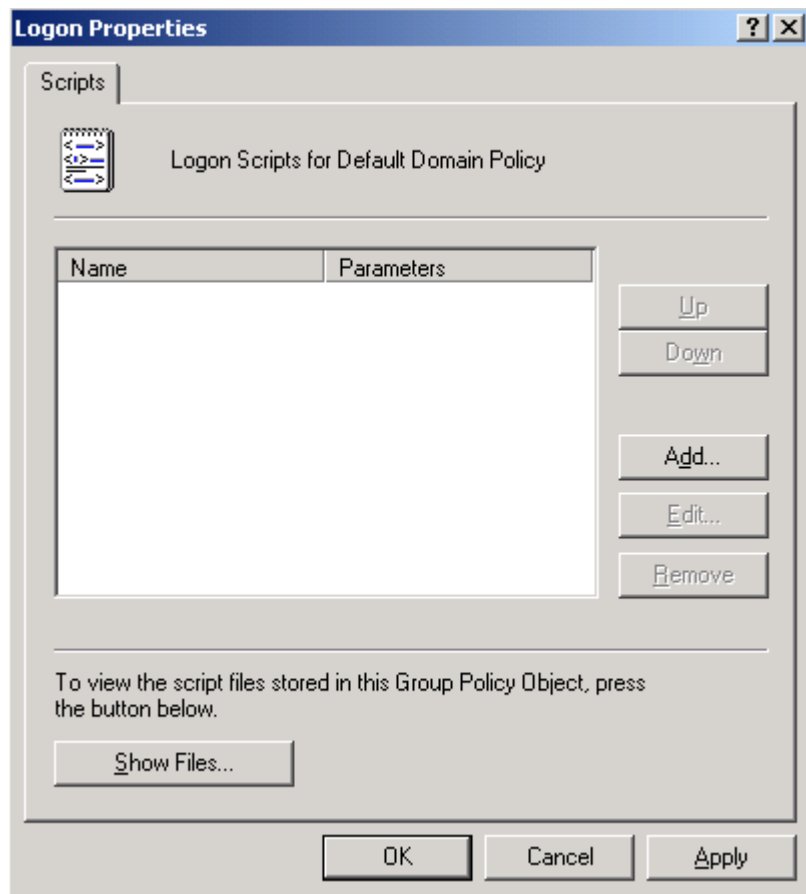 Logon Properties
Scripts
Logon Scripts for Default Domain Policy
Name Parameters
Up
Down
Add...
Edit...
Remove
To view the script files stored in this Group Policy Object, press
the button below.
Show Files...
OK Cancel Apply